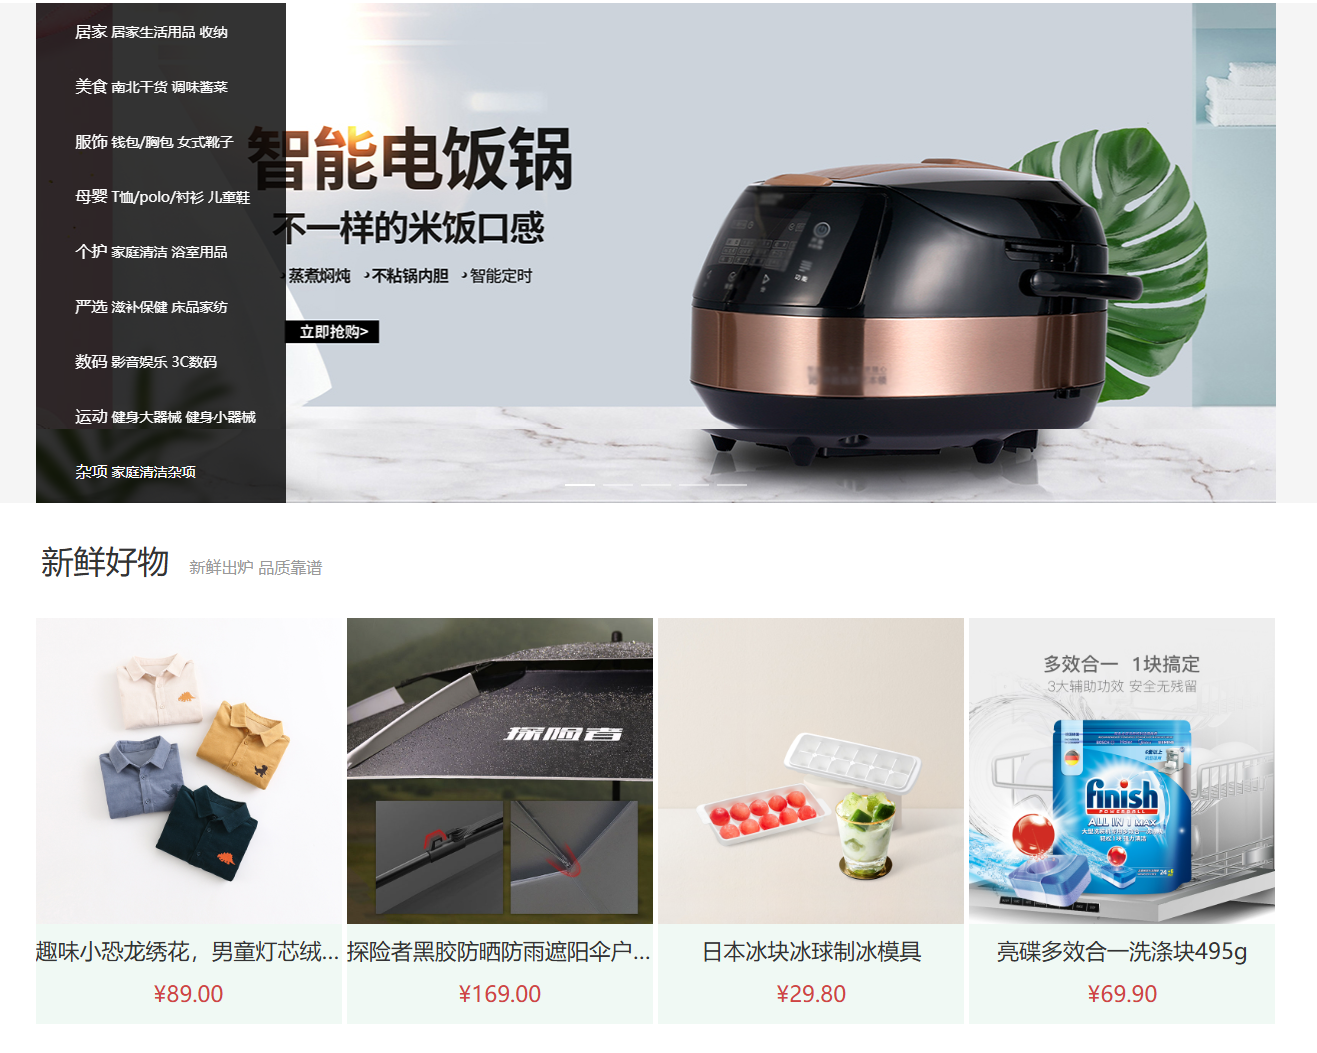 居家 居家生活用品 收纳
美食 南北干货 调味酱菜
服饰 钱包/胸包 女式靴子
母婴 T恤/polo/衬衫 儿童鞋
个护 家庭清洁 浴室用品
严选 滋补保健 床品家纺
数码 影音娱乐 3C数码
运动 健身大器械 健身小器械
杂项 家庭清洁杂项
智能电饭锅
不一样的米饭口感
蒸煮焖炖 不粘锅内胆 智能定时
立即抢购>
新鲜好物 新鲜出炉 品质靠谱
探险者
多效合一 1块搞定
3大辅助功效 安全无残留
finish
POWERBALL
ALL IN 1 MAX
趣味小恐龙绣花，男童灯芯绒...
¥89.00
探险者黑胶防晒防雨遮阳伞户...
¥169.00
日本冰块冰球制冰模具
¥29.80
亮碟多效合一洗涤块495g
¥69.90